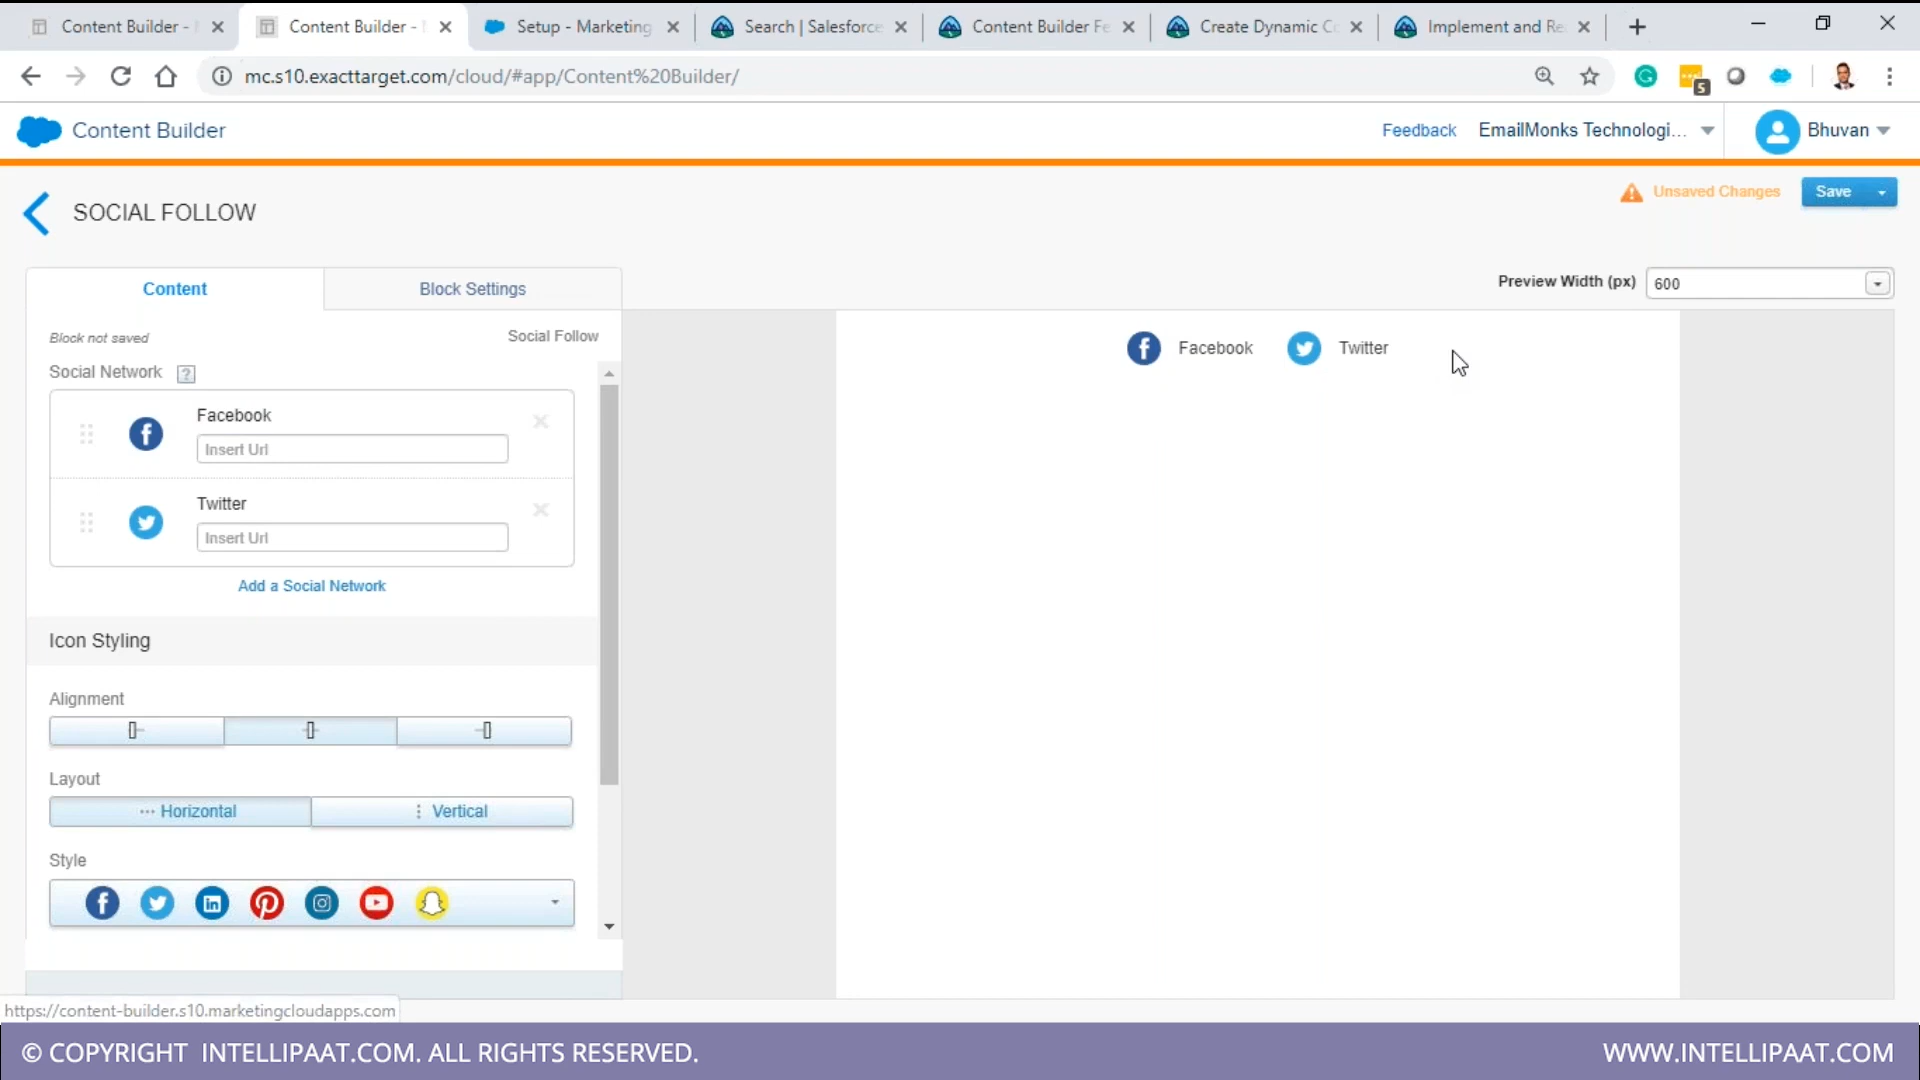 Content Builder -
Content Builder -
Setup - Marketing
Search | Salesforce
Content Builder Fe
Create Dynamic Co
Implement and Re
mc.s10.exacttarget.com/cloud/#app/Content%20Builder/
S
Content Builder
Feedback
EmailMonks Technologi...
Bhuvan
SOCIAL FOLLOW
Unsaved Changes
Save
Content
Block Settings
Preview Width (px)
600
Block not saved
Social Follow
Social Network ?
Facebook
Insert Url
Twitter
Insert Url
Add a Social Network
Facebook
Twitter
Icon Styling
Alignment
Layout
Horizontal
Vertical
Style
https://content-builder.s10.marketingcloudapps.com
© COPYRIGHT INTELLIPAAT.COM. ALL RIGHTS RESERVED.
WWW.INTELLIPAAT.COM